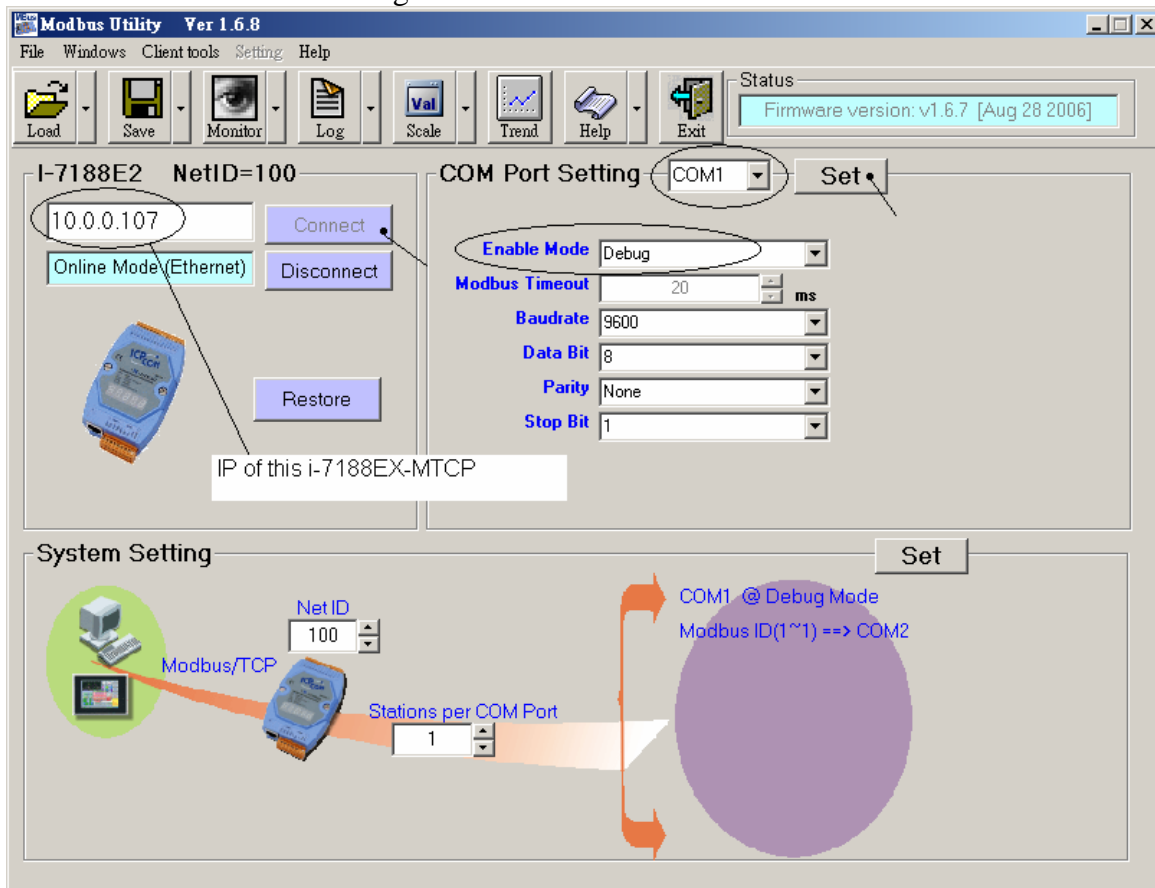 Modbus Utility Ver 1.6.8
File Windows Client tools Setting Help
Load Save Monitor Log Val Scale Trend Help Exit
Status
Firmware version: v1.6.7 [Aug 28 2006]
I-7188E2 NetID=100
10.0.0.107
Connect
Online Mode (Ethernet)
Disconnect
Restore
IP of this i-7188EX-MTCP
COM Port Setting COM1 Set
Enable Mode Debug
Modbus Timeout 20 ms
Baudrate 9600
Data Bit 8
Parity None
Stop Bit 1
System Setting
Set
Net ID
100
Modbus/TCP
Stations per COM Port
1
COM1 @ Debug Mode
Modbus ID(1~1) ==> COM2